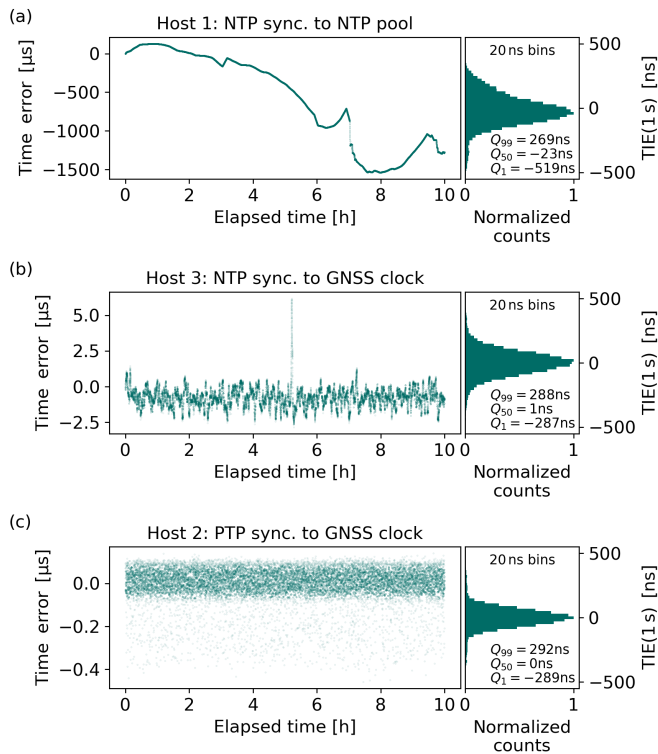 (a)
Host 1: NTP sync. to NTP pool
Time error [µs]
0
−500
−1000
−1500
0 2 4 6 8 10
Elapsed time [h]
20 ns bins
Q99 = 269ns
Q50 = −23ns
Q1 = −519ns
500
0
−500
TIE(1 s) [ns]
0 1
Normalized
counts
(b)
Host 3: NTP sync. to GNSS clock
Time error [µs]
5.0
2.5
0.0
−2.5
0 2 4 6 8 10
Elapsed time [h]
20 ns bins
Q99 = 288ns
Q50 = 1ns
Q1 = −287ns
500
0
−500
TIE(1 s) [ns]
0 1
Normalized
counts
(c)
Host 2: PTP sync. to GNSS clock
Time error [µs]
0.0
−0.2
−0.4
0 2 4 6 8 10
Elapsed time [h]
20 ns bins
Q99 = 292ns
Q50 = 0ns
Q1 = −289ns
500
0
−500
TIE(1 s) [ns]
0 1
Normalized
counts